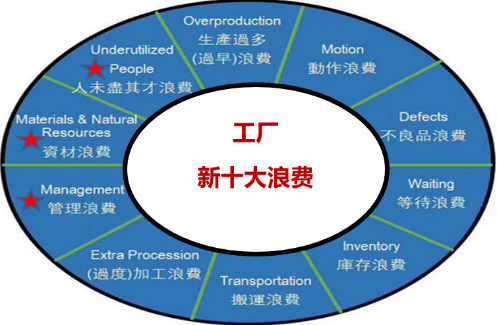 Overproduction
生產過多
(過早)浪費
Motion
動作浪費
Defects
不良品浪費
Waiting
等待浪費
Inventory
庫存浪費
Transportation
搬運浪費
Extra Procession
(過度)加工浪費
Management
管理浪費
Materials & Natural
Resources
資材浪費
Underutilized
People
人未盡其才浪費
工厂
新十大浪费